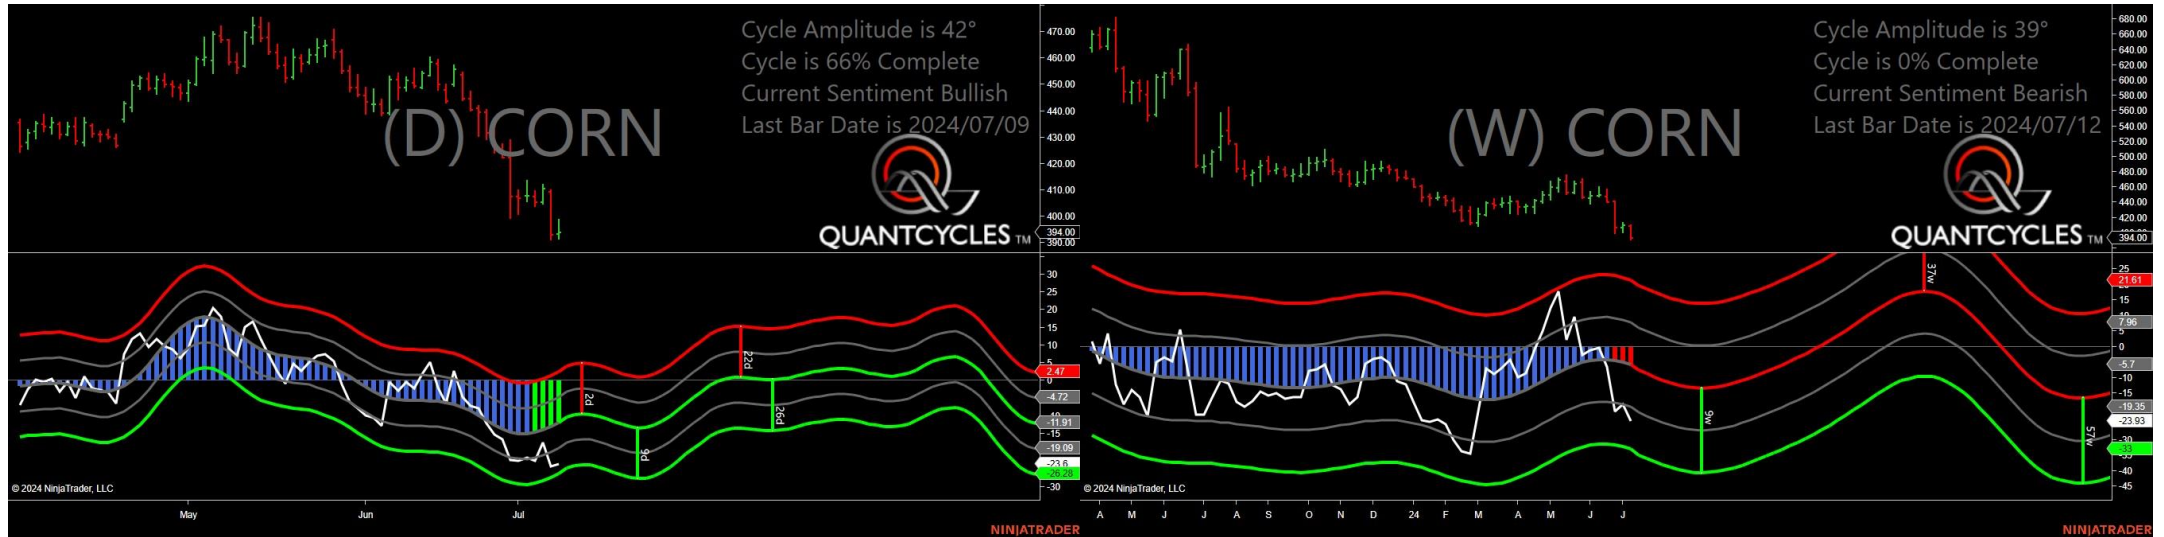 Cycle Amplitude is 42°
Cycle is 66% Complete
Current Sentiment Bullish
Last Bar Date is 2024/07/09
(D) CORN
QUANTCYCLES TM
470.00
460.00
450.00
440.00
430.00
420.00
410.00
400.00
394.00
390.00
30
25
20
15
10
5
2.47
0
-4.72
-11.91
-15
-19.09
-23.6
-26.28
-30
2d
9d
22d
26d
© 2024 NinjaTrader, LLC
May
Jun
Jul
NINJATRADER
Cycle Amplitude is 39°
Cycle is 0% Complete
Current Sentiment Bearish
Last Bar Date is 2024/07/12
(W) CORN
QUANTCYCLES TM
680.00
660.00
640.00
620.00
600.00
580.00
560.00
540.00
520.00
500.00
480.00
460.00
440.00
420.00
394.00
25
21.61
15
7.96
5
0
-5.7
-10
-15
-19.35
-23.93
-30
-33
-40
-45
9w
37w
57w
© 2024 NinjaTrader, LLC
A M J J A S O N D 24 F M A M J J
NINJATRADER